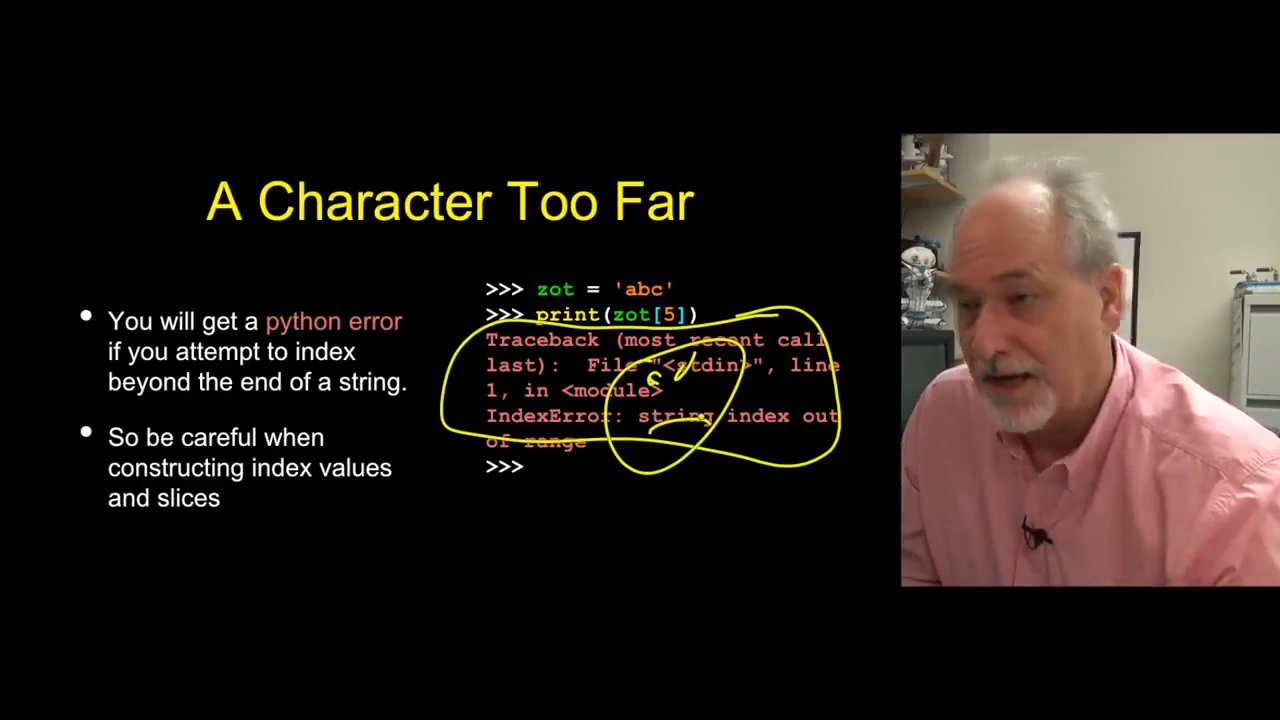 A Character Too Far
• You will get a python error
if you attempt to index
beyond the end of a string.
• So be careful when
constructing index values
and slices
>>> zot = 'abc'
>>> print(zot[5])
Traceback (most recent call
last):  File "<stdin>", line
1, in <module>
IndexError: string index out
of range
>>>